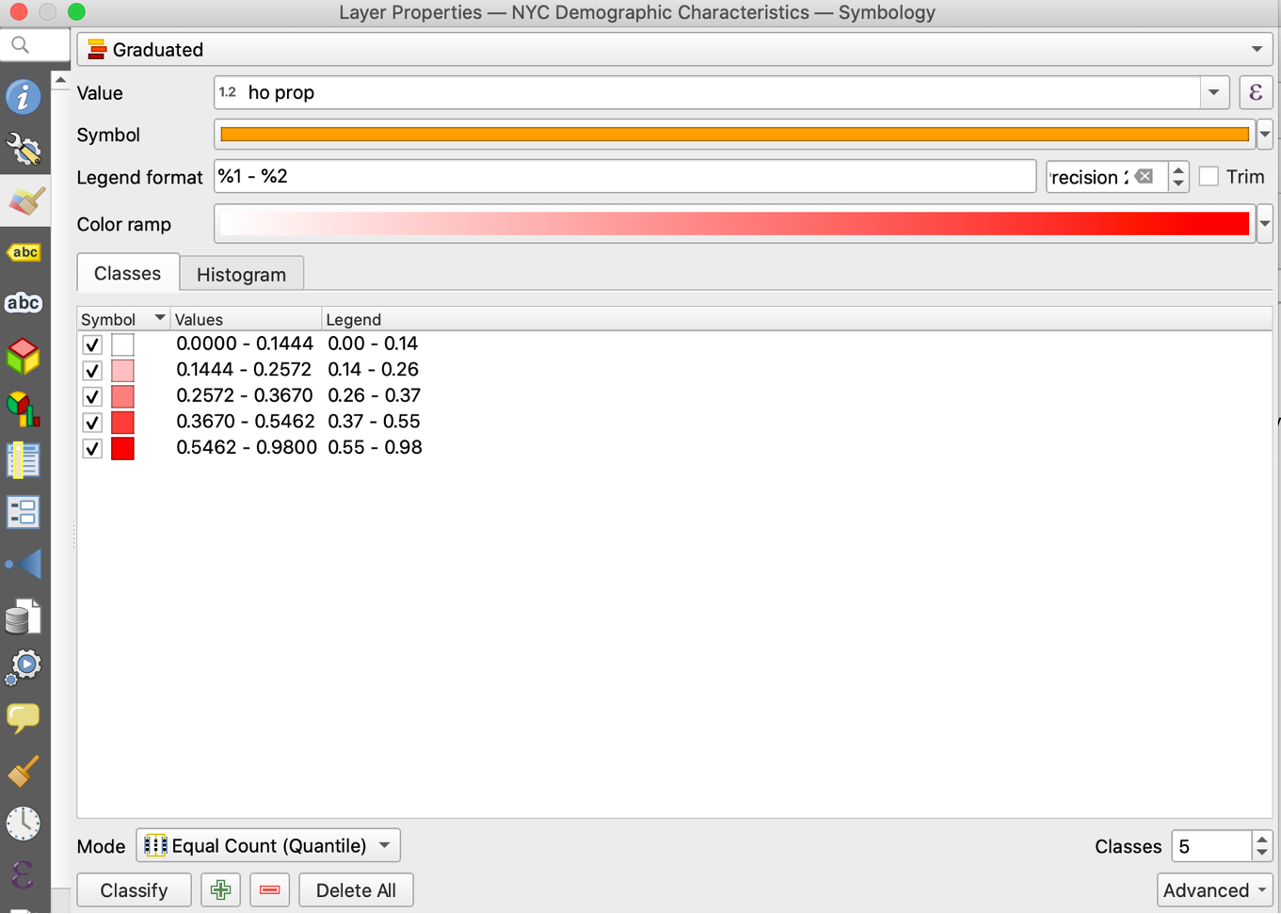 Layer Properties — NYC Demographic Characteristics — Symbology
Graduated
Value 1.2 ho prop ε
Symbol
Legend format %1 - %2 Trim
Color ramp
Classes Histogram
Symbol Values Legend
0.0000 - 0.1444 0.00 - 0.14
0.1444 - 0.2572 0.14 - 0.26
0.2572 - 0.3670 0.26 - 0.37
0.3670 - 0.5462 0.37 - 0.55
0.5462 - 0.9800 0.55 - 0.98
abc
abc
Mode Equal Count (Quantile) Classes 5
Classify Delete All Advanced